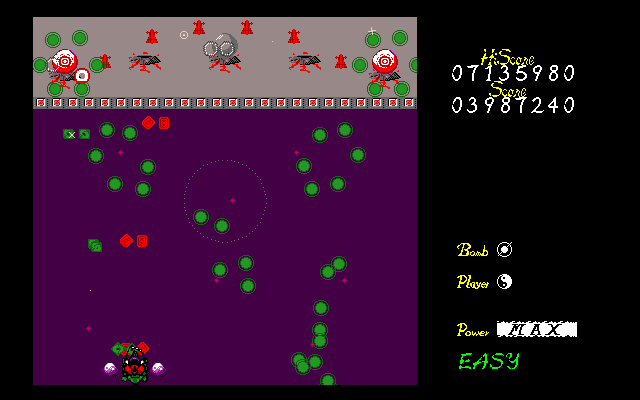 HiScore
07135980
Score
03987240
Bomb
Player
Power MAX
EASY